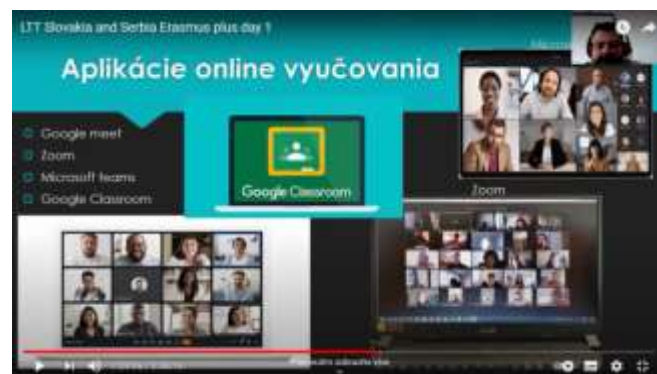 LTT Slovakia and Serbia Erasmus plus day 1
Aplikácie online vyučovania
Google meet
Zoom
Microsoft teams
Google Classroom
Google Classroom
Zoom